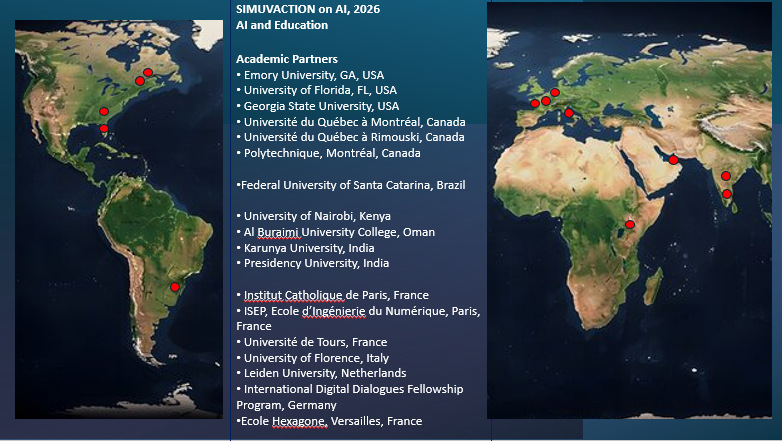 SIMUVACTION on AI, 2026
AI and Education
Academic Partners
• Emory University, GA, USA
• University of Florida, FL, USA
• Georgia State University, USA
• Université du Québec à Montréal, Canada
• Université du Québec à Rimouski, Canada
• Polytechnique, Montréal, Canada
•Federal University of Santa Catarina, Brazil
• University of Nairobi, Kenya
• Al Buraimi University College, Oman
• Karunya University, India
• Presidency University, India
• Institut Catholique de Paris, France
• ISEP, Ecole d’Ingénierie du Numérique, Paris,
France
• Université de Tours, France
• University of Florence, Italy
• Leiden University, Netherlands
• International Digital Dialogues Fellowship
Program, Germany
•Ecole Hexagone, Versailles, France